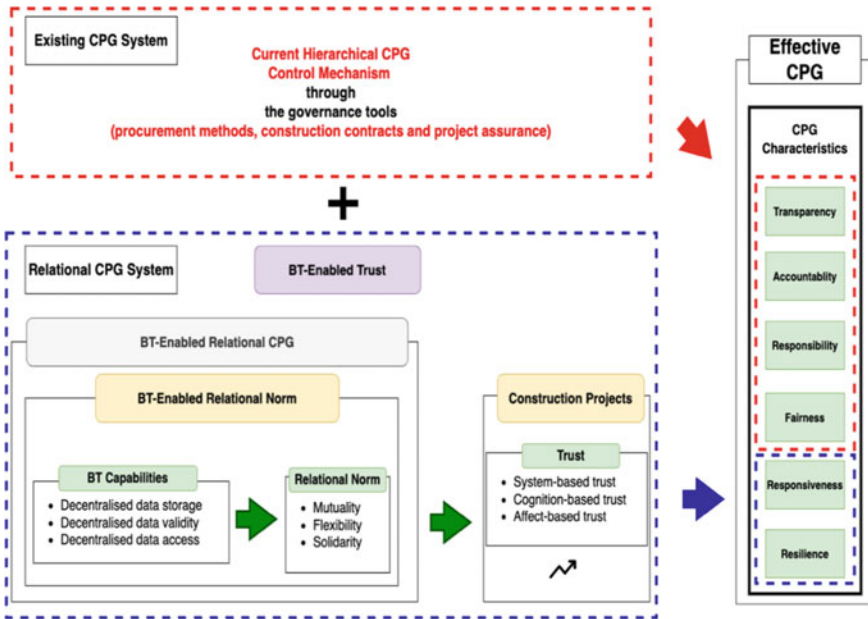 Existing CPG System
Current Hierarchical CPG
Control Mechanism
through
the governance tools
(procurement methods, construction contracts and project assurance)
+
Relational CPG System
BT-Enabled Trust
BT-Enabled Relational CPG
BT-Enabled Relational Norm
BT Capabilities
• Decentralised data storage
• Decentralised data validity
• Decentralised data access
Relational Norm
• Mutuality
• Flexibility
• Solidarity
Construction Projects
Trust
• System-based trust
• Cognition-based trust
• Affect-based trust
Effective
CPG
CPG
Characteristics
Transparency
Accountablity
Responsibility
Fairness
Responsiveness
Resilience